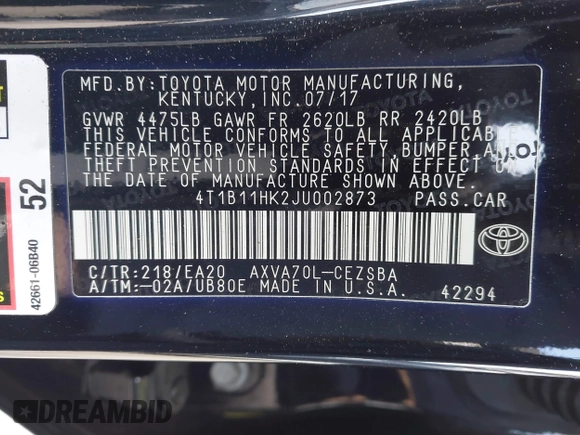 MFD.BY:TOYOTA MOTOR MANUFACTURING,
KENTUCKY,INC.07/17
GVWR 4475LB GAWR FR 2620LB RR 2420LB
THIS VEHICLE CONFORMS TO ALL APPLICABLE
FEDERAL MOTOR VEHICLE SAFETY, BUMPER, AND
THEFT PREVENTION STANDARDS IN EFFECT ON
THE DATE OF MANUFACTURE SHOWN ABOVE.
4T1B11HK2JU002873 PASS.CAR
C/TR:218/EA20 AXVA70L-CEZSBA
A/TM:-02A/UB80E MADE IN U.S.A.
42294
52
42661-06B40
DREAMBID